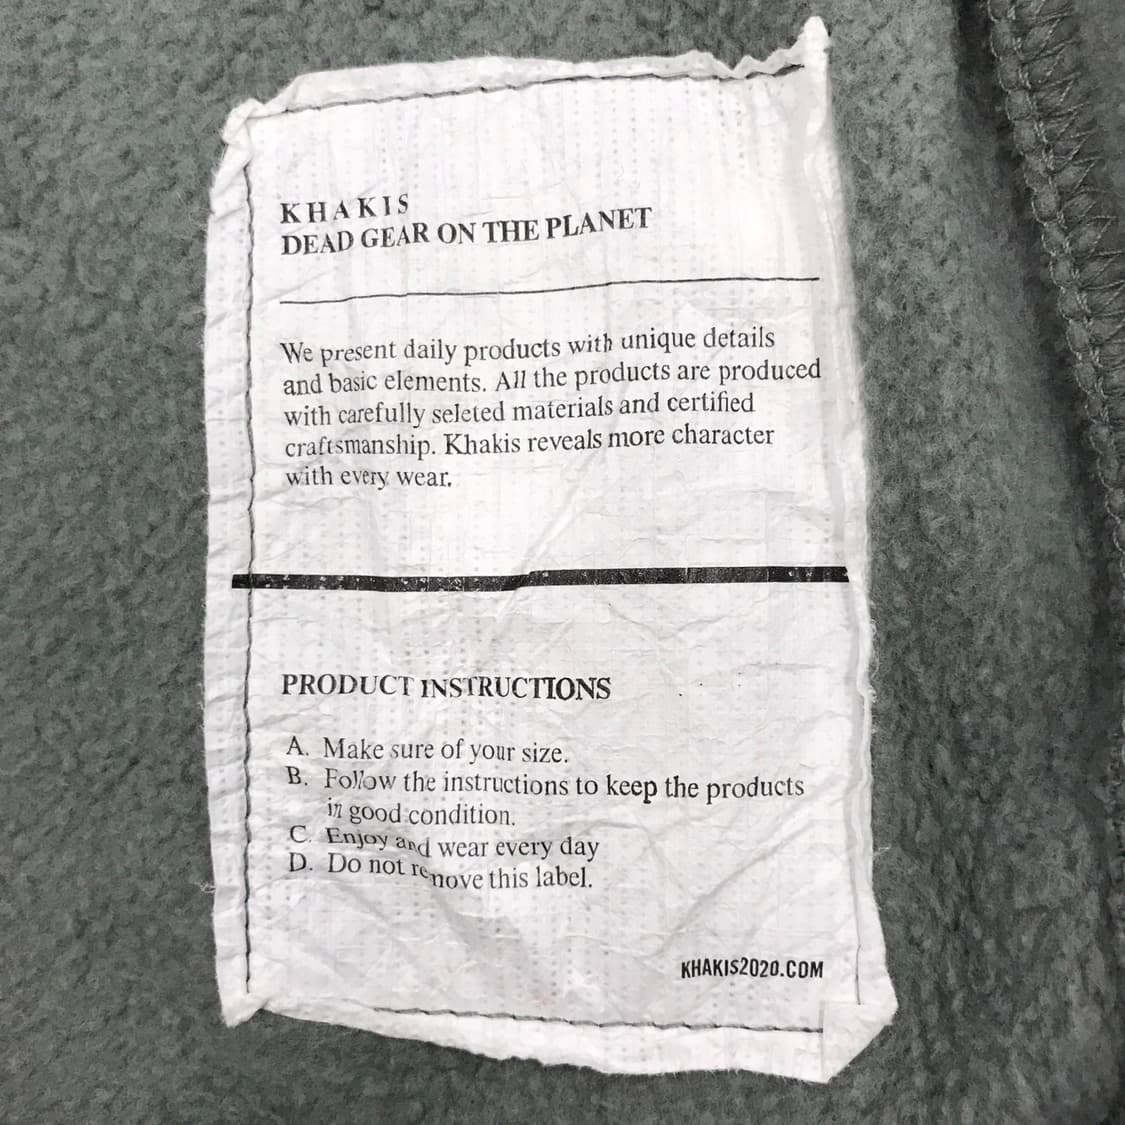 KHAKIS
DEAD GEAR ON THE PLANET
We present daily products with unique details
and basic elements. All the products are produced
with carefully seleted materials and certified
craftsmanship. Khakis reveals more character
with every wear.
PRODUCT INSTRUCTIONS
A. Make sure of your size.
B. Follow the instructions to keep the products
in good condition.
C. Enjoy and wear every day
D. Do not remove this label.
KHAKIS2020.COM